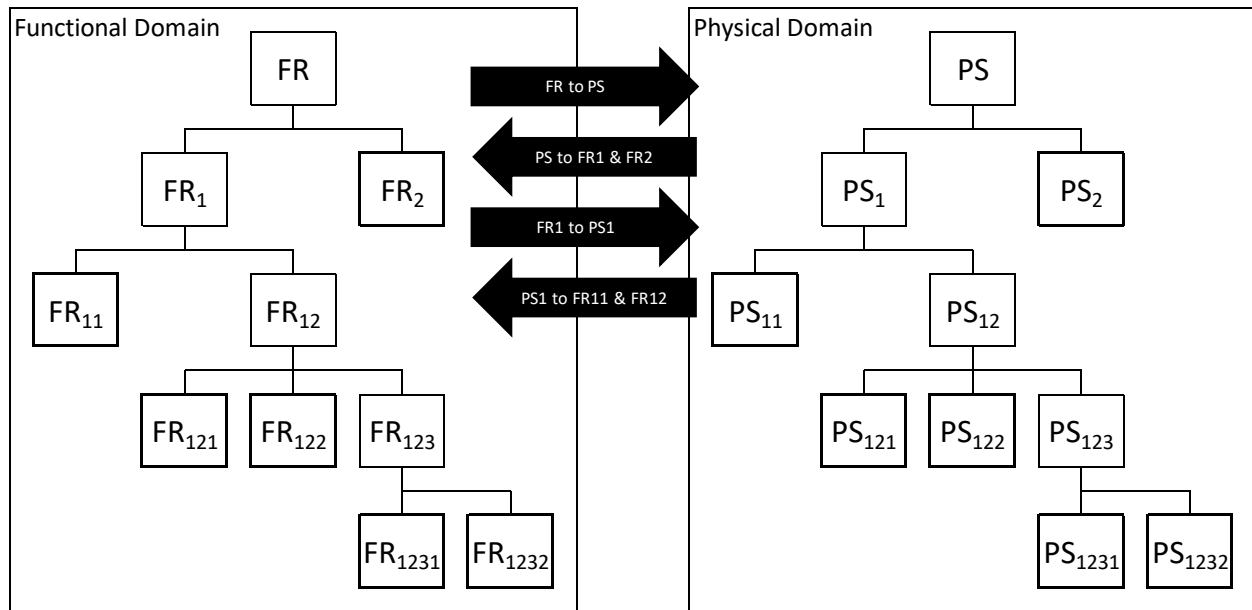 Functional Domain
FR
FR₁
FR₂
FR₁₁
FR₁₂
FR₁₂₁
FR₁₂₂
FR₁₂₃
FR₁₂₃₁
FR₁₂₃₂
FR to PS
PS to FR1 & FR2
FR1 to PS1
PS1 to FR11 & FR12
Physical Domain
PS
PS₁
PS₂
PS₁₁
PS₁₂
PS₁₂₁
PS₁₂₂
PS₁₂₃
PS₁₂₃₁
PS₁₂₃₂